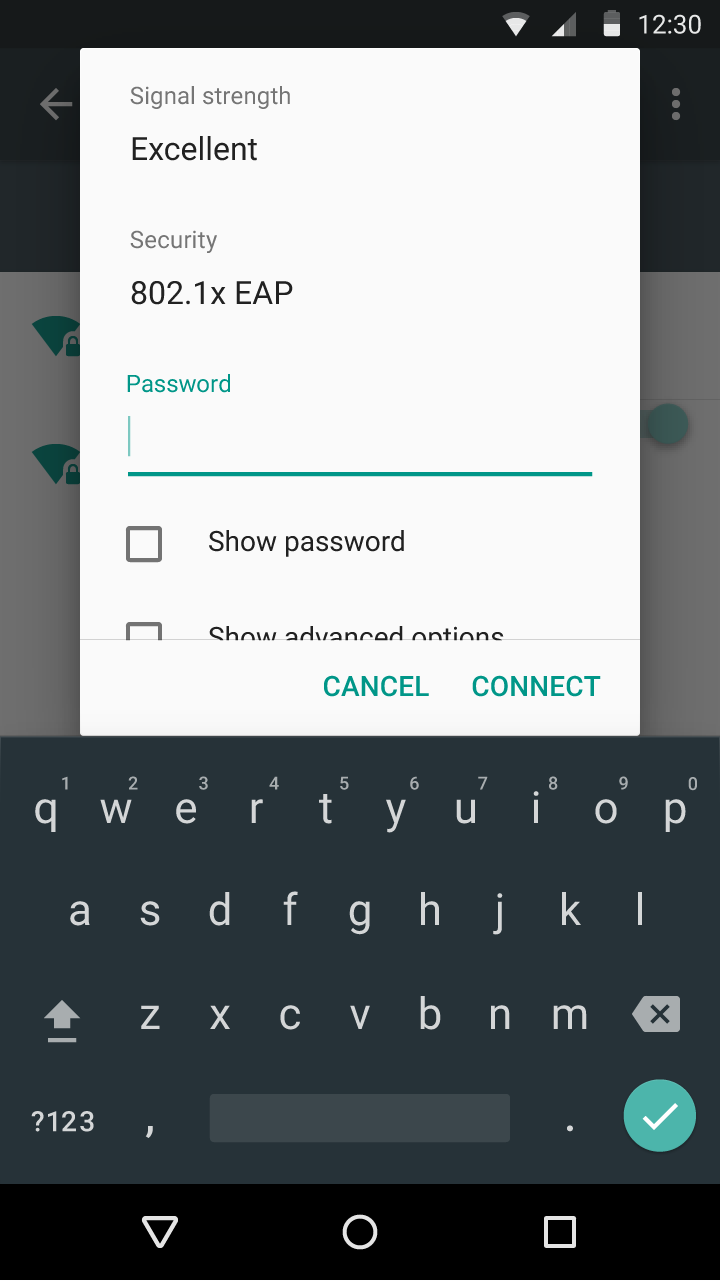 12:30
Signal strength
Excellent
Security
802.1x EAP
Password
Show password
Show advanced options
CANCEL CONNECT
1 2 3 4 5 6 7 8 9 0
q w e r t y u i o p
a s d f g h j k l
z x c v b n m
?123 , .